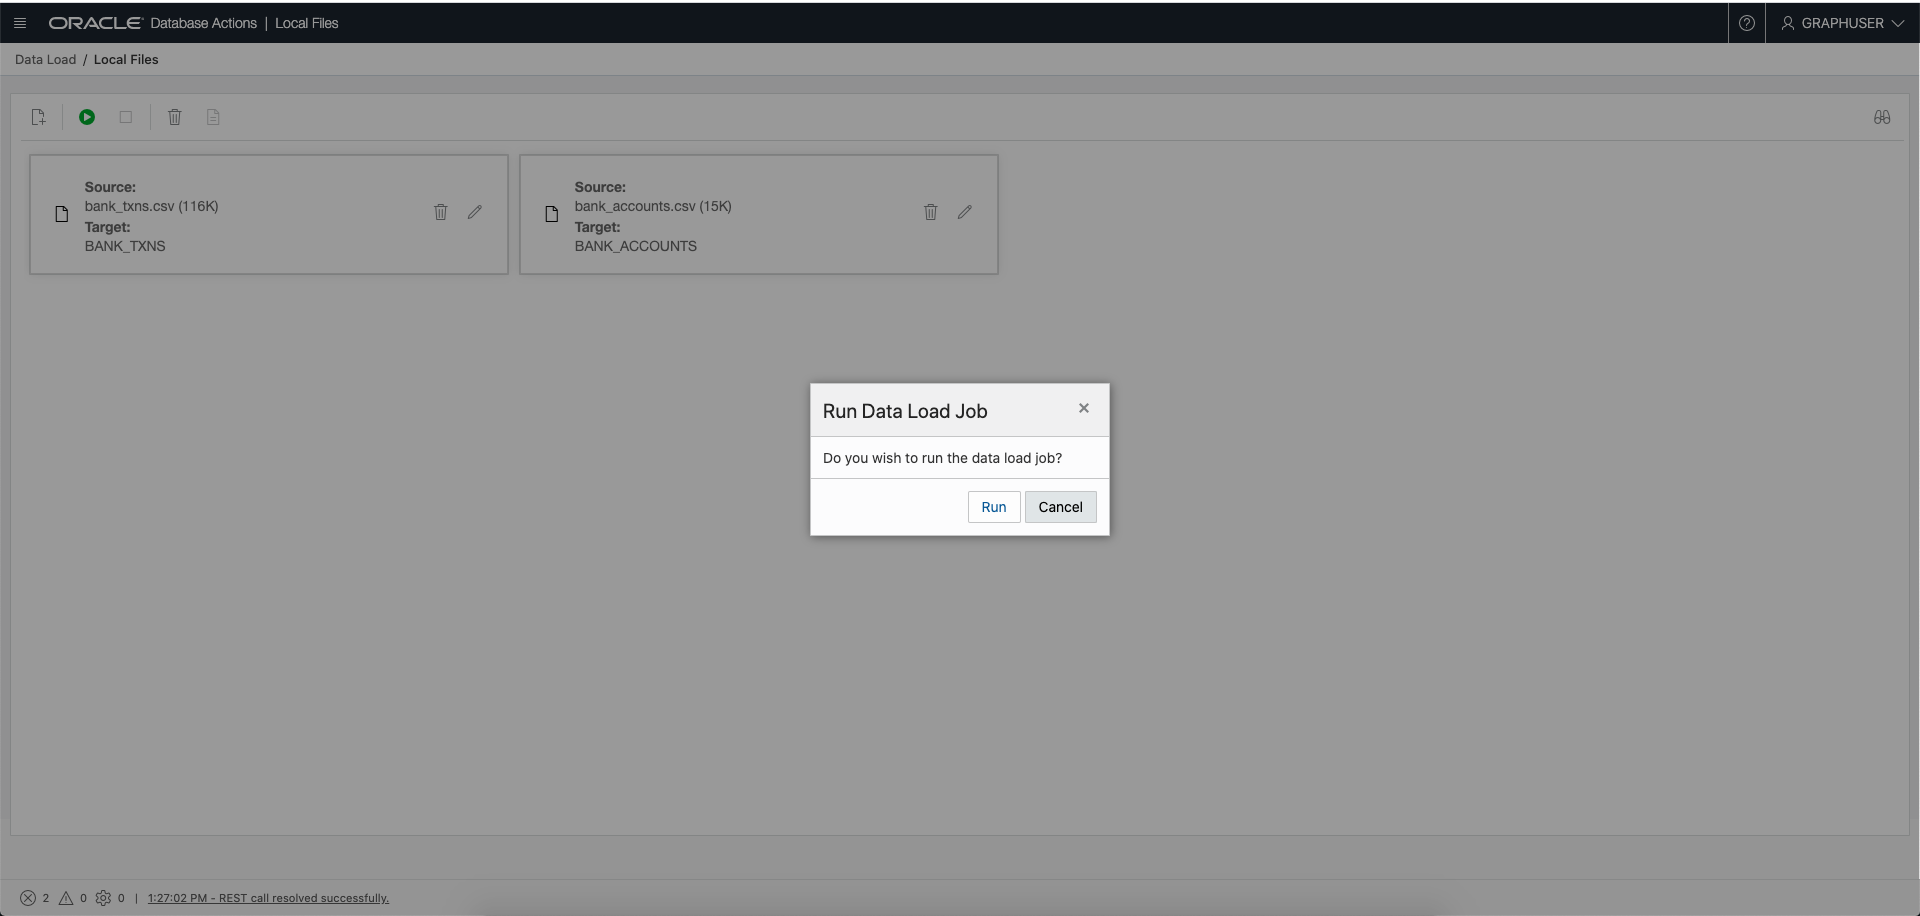 ORACLE Database Actions | Local Files
GRAPHUSER
Data Load / Local Files
Source:
bank_txns.csv (116K)
Target:
BANK_TXNS
Source:
bank_accounts.csv (15K)
Target:
BANK_ACCOUNTS
Run Data Load Job
Do you wish to run the data load job?
Run Cancel
2 0 0 | 1:27:02 PM - REST call resolved successfully.